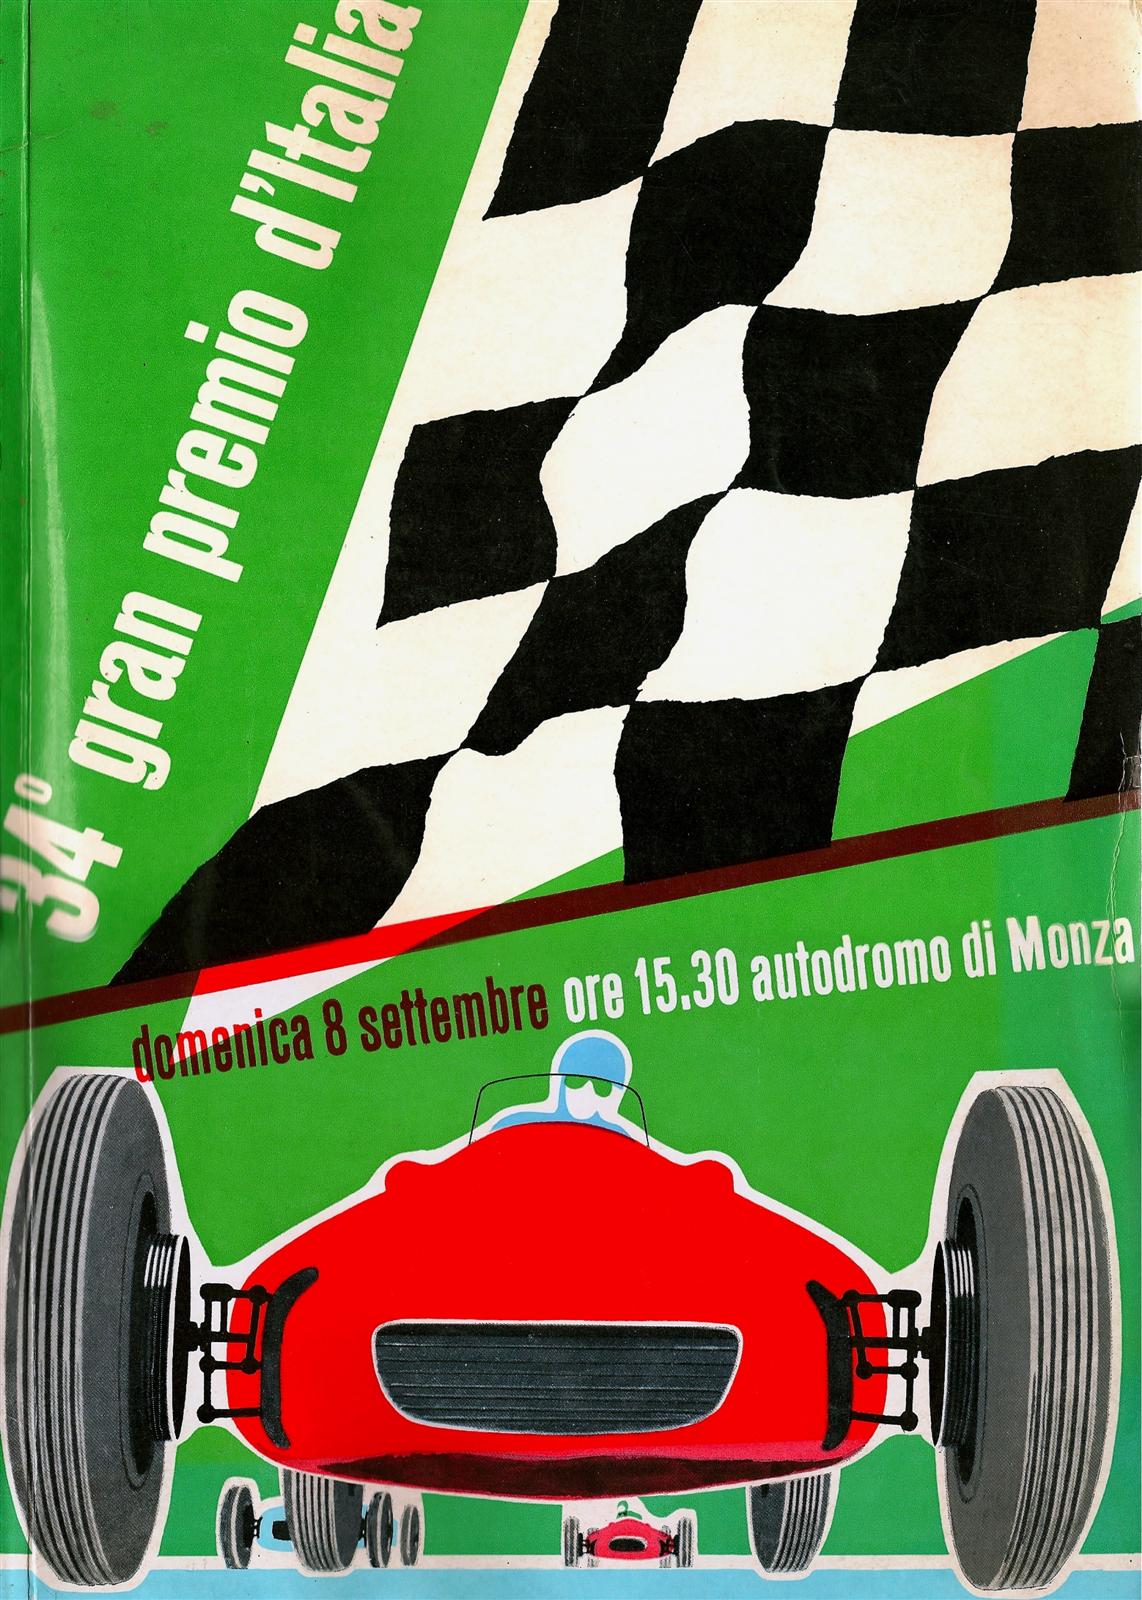 34° gran premio d'Italia
domenica 8 settembre ore 15.30 autodromo di Monza